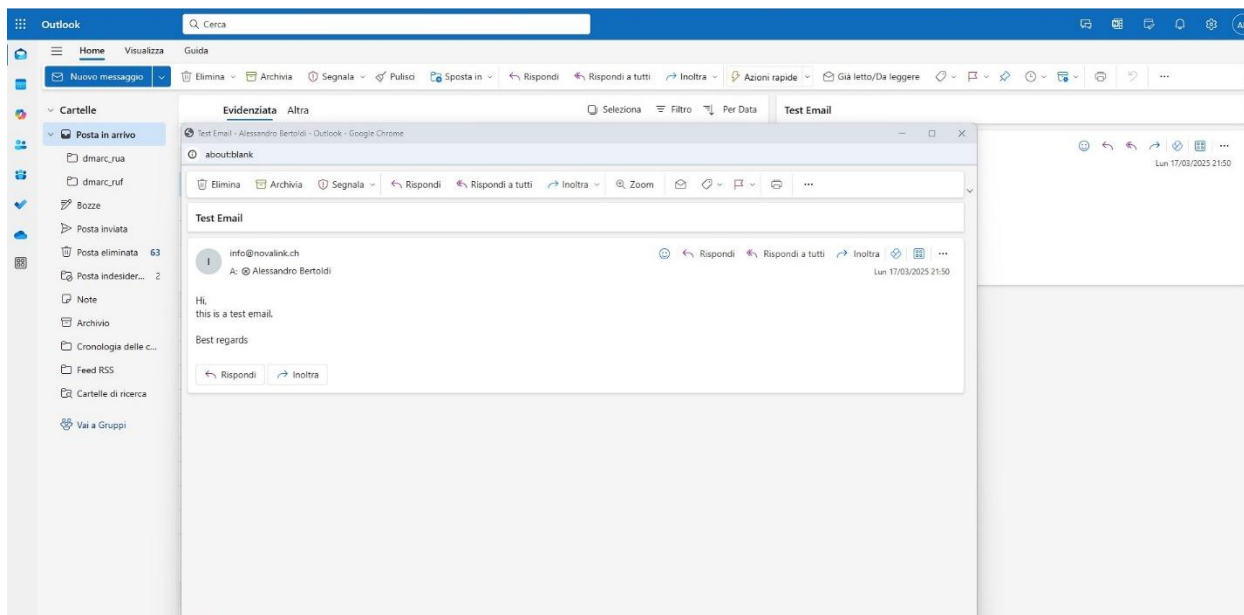 Outlook
Cerca
Home Visualizza Guida
Nuovo messaggio Elimina Archivia Segnala Pulisci Sposta in Rispondi Rispondi a tutti Inoltra Azioni rapide Già letto/Da leggere ...
Cartelle
Posta in arrivo
dmarc_rua
dmarc_ruf
Bozze
Posta inviata
Posta eliminata 63
Posta indesider... 2
Note
Archivio
Cronologia delle c...
Feed RSS
Cartelle di ricerca
Vai a Gruppi
Evidenziata Altra Seleziona Filtro Per Data
Test Email
Lun 17/03/2025 21:50
Test Email - Alessandro Bertoldi - Outlook - Google Chrome
about:blank
Elimina Archivia Segnala Rispondi Rispondi a tutti Inoltra Zoom ...
Test Email
I
info@novalink.ch
Rispondi Rispondi a tutti Inoltra ...
A: Alessandro Bertoldi
Lun 17/03/2025 21:50
Hi,
this is a test email.
Best regards
Rispondi Inoltra